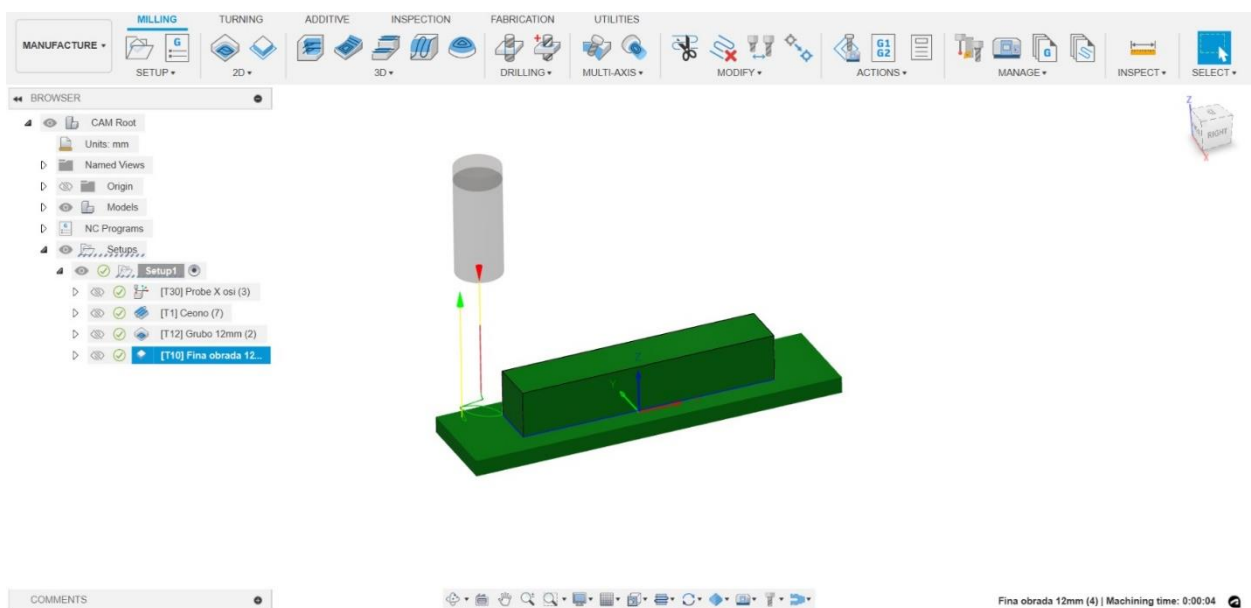 MILLING TURNING ADDITIVE INSPECTION FABRICATION UTILITIES
MANUFACTURE
G
G1
G2
G
SETUP 2D 3D DRILLING MULTI-AXIS MODIFY ACTIONS MANAGE INSPECT SELECT
BROWSER
CAM Root
Units: mm
Named Views
Origin
Models
NC Programs
Setups
Setup1
[T30] Probe X osi (3)
[T1] Ceono (7)
[T12] Grubo 12mm (2)
[T10] Fina obrada 12...
Z
RIGHT
X
Z
Y
COMMENTS
Fina obrada 12mm (4) | Machining time: 0:00:04